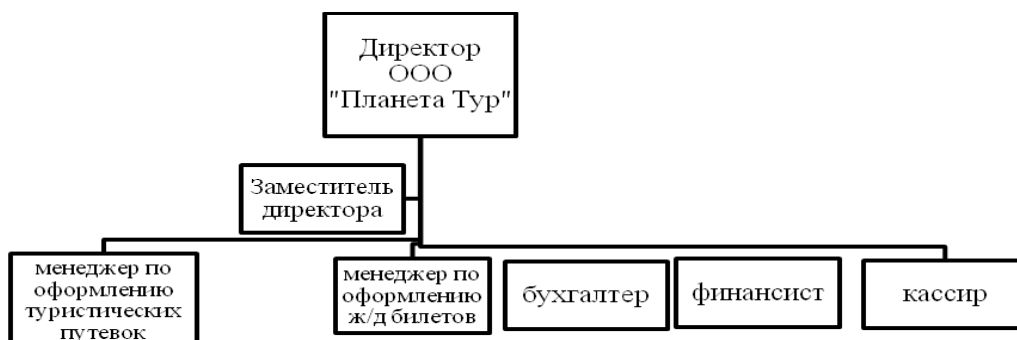 Директор
ООО
"Планета Тур"
Заместитель
директора
менеджер по
оформлению
туристических
путевок
менеджер по
оформлению
ж/д билетов
бухгалтер
финансист
кассир